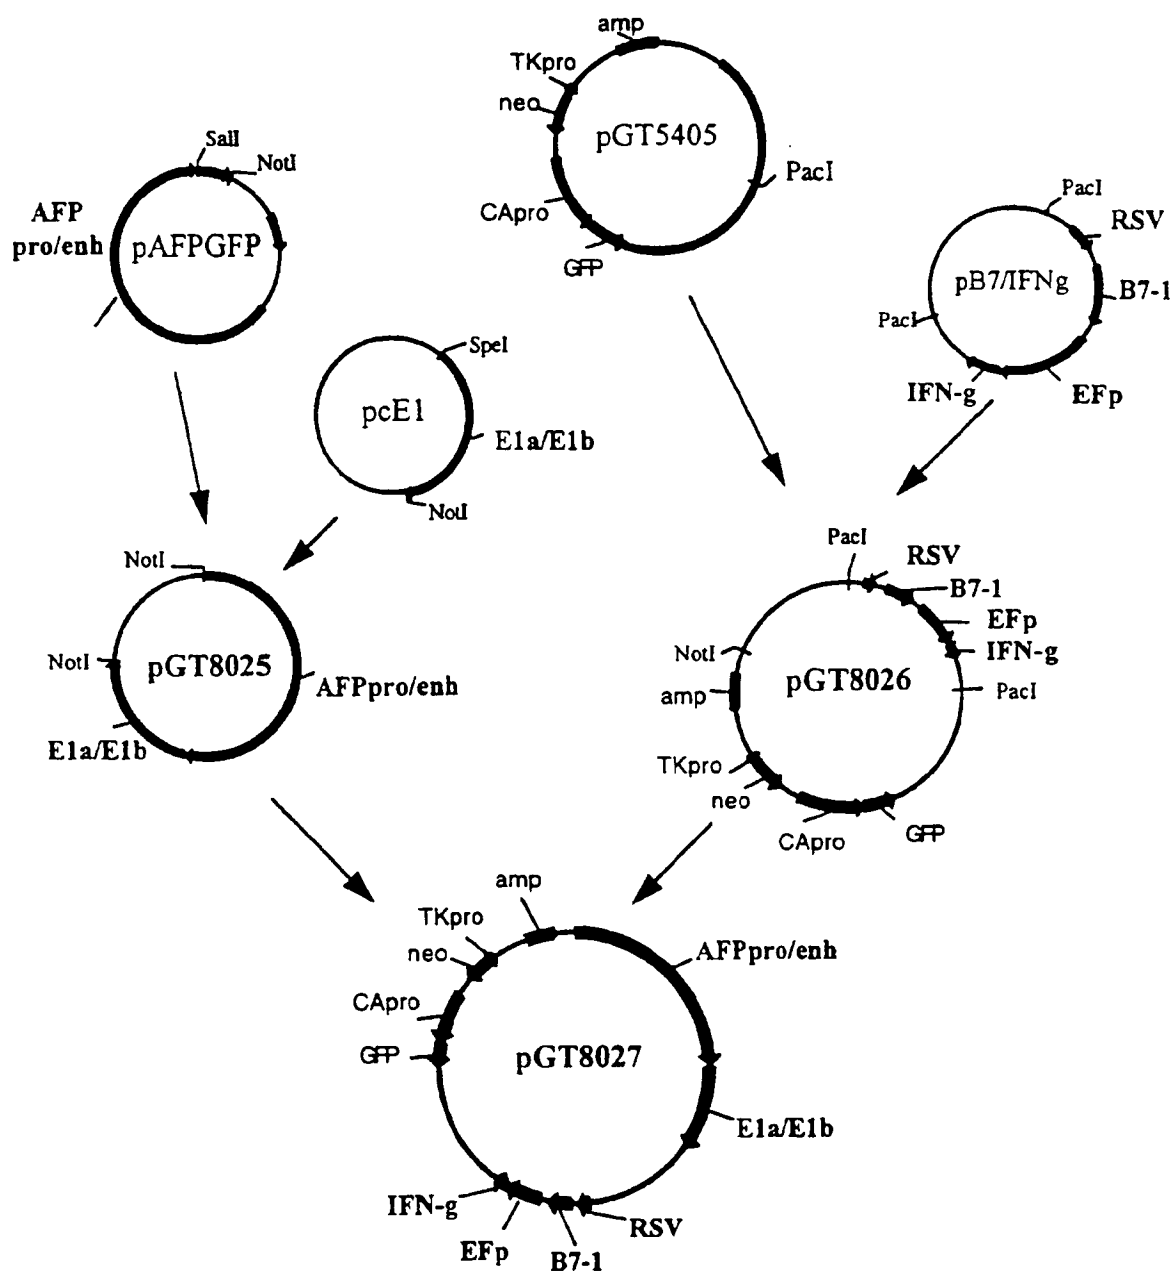 amp
TKpro
neo
pGT5405
PacI
CApro
GFP
SalI
NotI
AFP
pro/enh
pAFPGFP
PacI
RSV
pB7/IFNg
B7-1
PacI
IFN-g
EFp
SpeI
pcE1
E1a/E1b
NotI
NotI
NotI
pGT8025
AFPpro/enh
E1a/E1b
PacI
RSV
B7-1
EFp
IFN-g
NotI
pGT8026
PacI
amp
TKpro
neo
CApro
GFP
amp
TKpro
neo
AFPpro/enh
CApro
GFP
pGT8027
E1a/E1b
IFN-g
EFp
B7-1
RSV